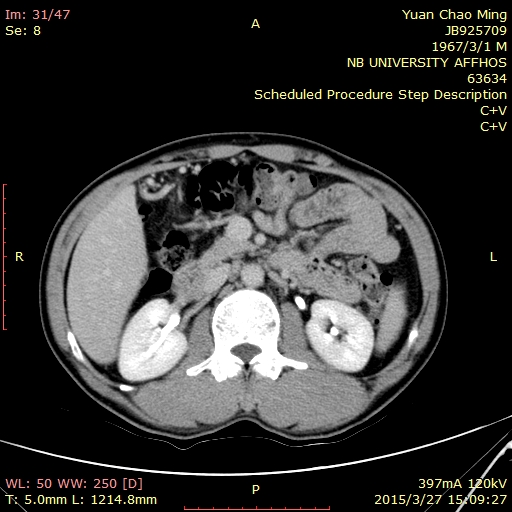 Im: 31/47
Se: 8
A
Yuan Chao Ming
JB925709
1967/3/1 M
NB UNIVERSITY AFFHOS
63634
Scheduled Procedure Step Description
C+V
C+V
R
L
WL: 50 WW: 250 [D]
T: 5.0mm L: 1214.8mm
P
397mA 120kV
2015/3/27 15:09:27